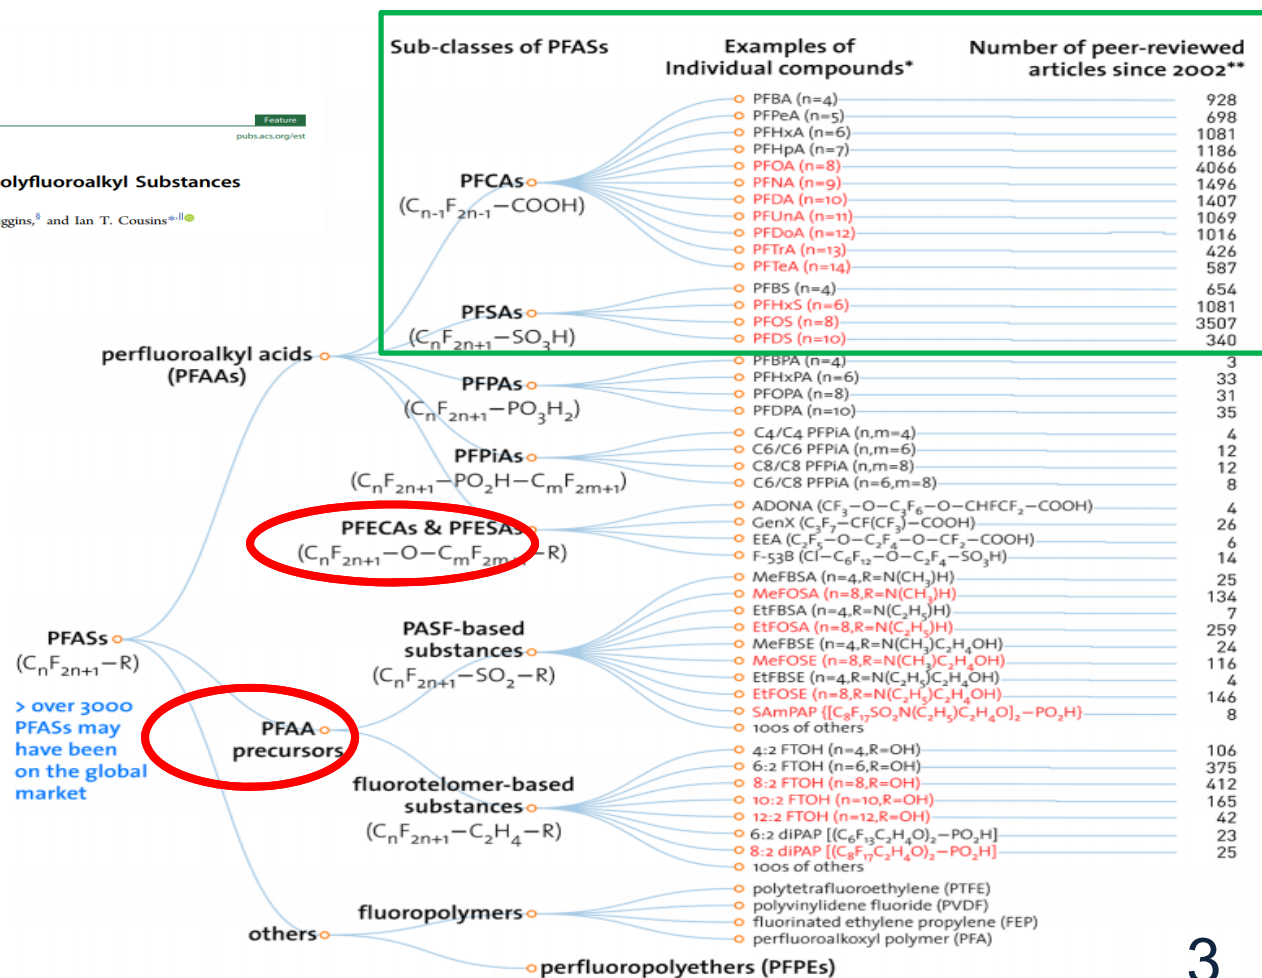 Sub-classes of PFASs
Examples of
Individual compounds*
Number of peer-reviewed
articles since 2002**
Feature
pubs.acs.org/est
olyfluoroalkyl Substances
ggins,§ and Ian T. Cousins*,||
PFCAs
(Cn-1F2n-1–COOH)
PFBA (n=4) 928
PFPeA (n=5) 698
PFHxA (n=6) 1081
PFHpA (n=7) 1186
PFOA (n=8) 4066
PFNA (n=9) 1496
PFDA (n=10) 1407
PFUnA (n=11) 1069
PFDoA (n=12) 1016
PFTrA (n=13) 426
PFTeA (n=14) 587
PFSAs
(CnF2n+1–SO3H)
PFBS (n=4) 654
PFHxS (n=6) 1081
PFOS (n=8) 3507
PFDS (n=10) 340
perfluoroalkyl acids
(PFAAs)
PFPAs
(CnF2n+1–PO3H2)
PFBPA (n=4) 3
PFHxPA (n=6) 33
PFOPA (n=8) 31
PFDPA (n=10) 35
PFPiAs
(CnF2n+1–PO2H–CmF2m+1)
C4/C4 PFPiA (n,m=4) 4
C6/C6 PFPiA (n,m=6) 12
C8/C8 PFPiA (n,m=8) 12
C6/C8 PFPiA (n=6,m=8) 8
PFECAs & PFESAs
(CnF2n+1–O–CmF2m+1–R)
ADONA (CF3–O–C3F6–O–CHFCF2–COOH) 4
GenX (C3F7–CF(CF3)–COOH) 26
EEA (C2F5–O–C2F4–O–CF2–COOH) 6
F-53B (Cl–C6F12–O–C2F4–SO3H) 14
PFASs
(CnF2n+1–R)
> over 3000
PFASs may
have been
on the global
market
PASF-based
substances
(CnF2n+1–SO2–R)
MeFBSA (n=4,R=N(CH3)H) 25
MeFOSA (n=8,R=N(CH3)H) 134
EtFBSA (n=4,R=N(C2H5)H) 7
EtFOSA (n=8,R=N(C2H5)H) 259
MeFBSE (n=4,R=N(CH3)C2H4OH) 24
MeFOSE (n=8,R=N(CH3)C2H4OH) 116
EtFBSE (n=4,R=N(C2H5)C2H4OH) 4
EtFOSE (n=8,R=N(C2H5)C2H4OH) 146
SAmPAP {[C8F17SO2N(C2H5)C2H4O]2–PO2H} 8
100s of others
PFAA
precursors
fluorotelomer-based
substances
(CnF2n+1–C2H4–R)
4:2 FTOH (n=4,R=OH) 106
6:2 FTOH (n=6,R=OH) 375
8:2 FTOH (n=8,R=OH) 412
10:2 FTOH (n=10,R=OH) 165
12:2 FTOH (n=12,R=OH) 42
6:2 diPAP [(C6F13C2H4O)2–PO2H] 23
8:2 diPAP [(C8F17C2H4O)2–PO2H] 25
100s of others
others
fluoropolymers
polytetrafluoroethylene (PTFE)
polyvinylidene fluoride (PVDF)
fluorinated ethylene propylene (FEP)
perfluoroalkoxyl polymer (PFA)
perfluoropolyethers (PFPEs)
3